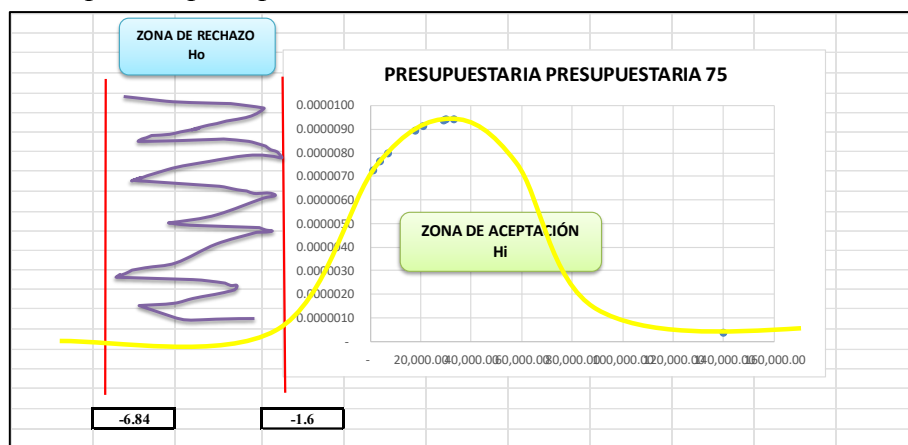 ZONA DE RECHAZO
Ho
PRESUPUESTARIA PRESUPUESTARIA 75
0.0000100
0.0000090
0.0000080
0.0000070
0.0000060
0.0000050
0.0000040
0.0000030
0.0000020
0.0000010
-
ZONA DE ACEPTACIÓN
Hi
- 20,000.00 40,000.00 60,000.00 80,000.00 100,000.00 120,000.00 140,000.00 160,000.00
-6.84 -1.6